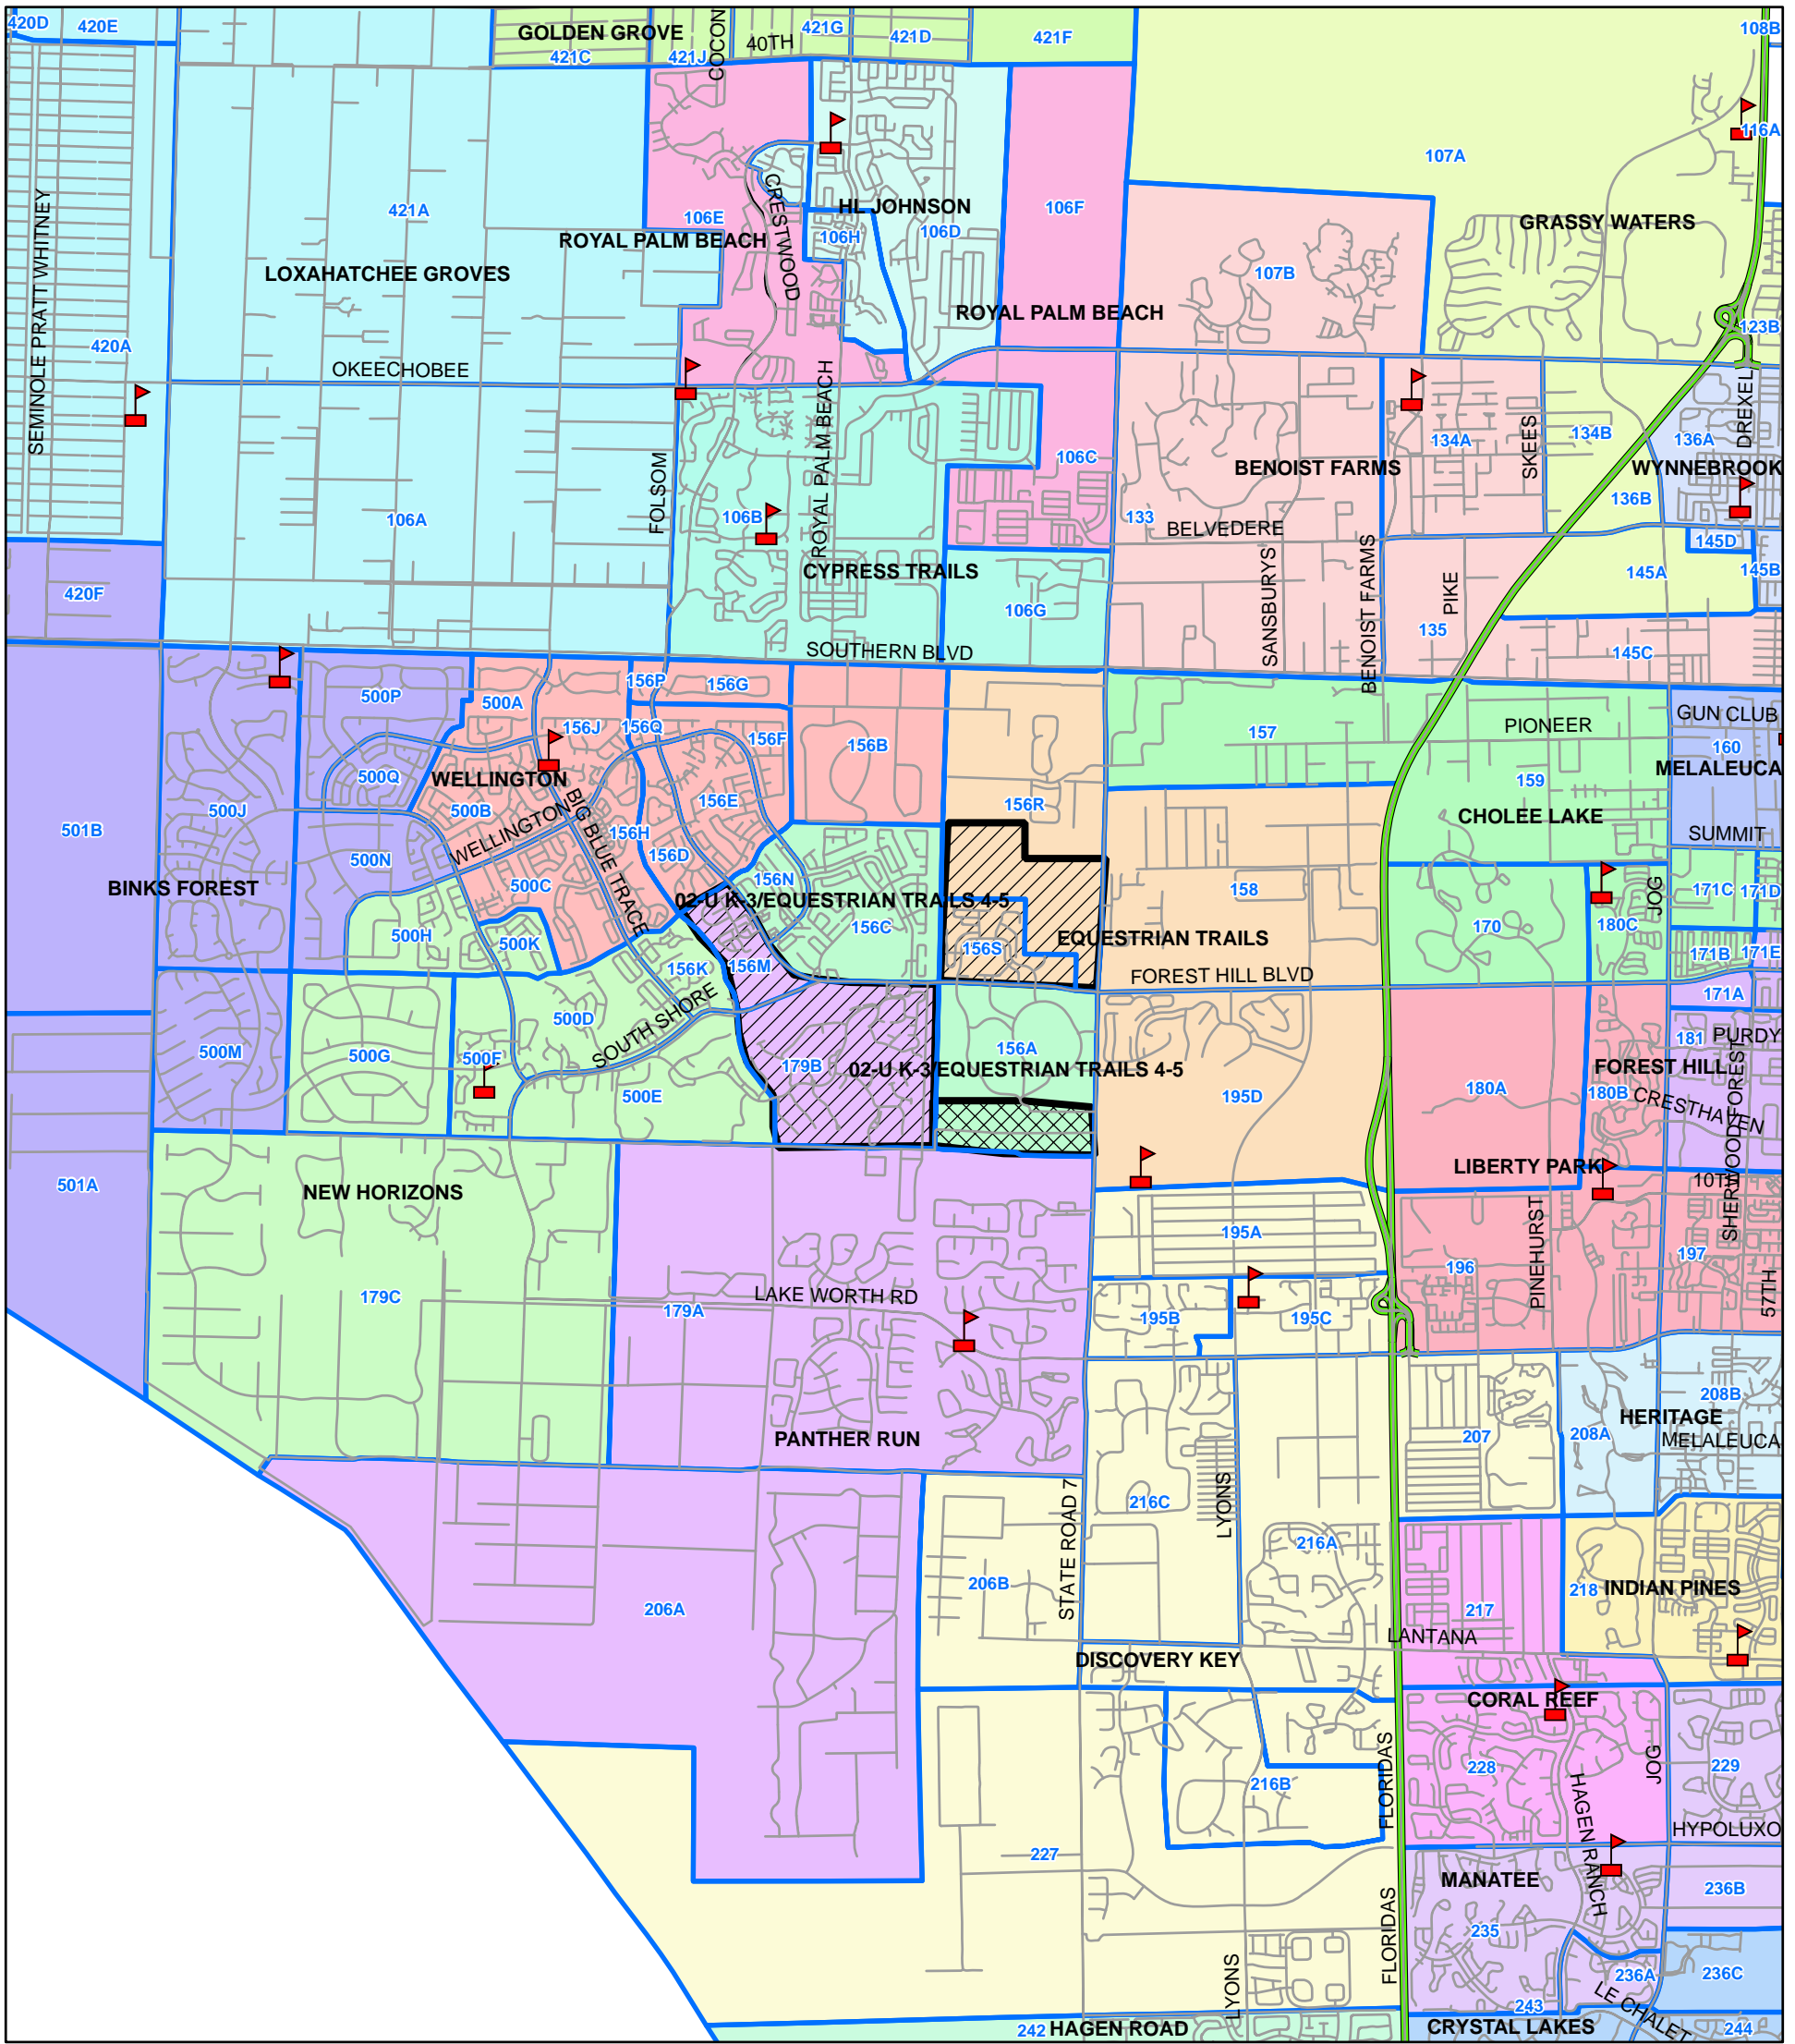 420D
420E
GOLDEN GROVE
421C
421J
COCON
40TH
421G
421D
421F
108B
116A
107A
421A
106E
CRESTWOOD
HL JOHNSON
106H
106D
106F
ROYAL PALM BEACH
LOXAHATCHEE GROVES
SEMINOLE PRATT WHITNEY
GRASSY WATERS
107B
ROYAL PALM BEACH
123B
420A
OKEECHOBEE
ROYAL PALM BEACH
DREXEL
134A
SKEES
134B
136A
106C
BENOIST FARMS
WYNNEBROOK
136B
FOLSOM
106A
106B
133
BELVEDERE
145D
CYPRESS TRAILS
145A
145B
420F
106G
SANSBURYS
BENOIST FARMS
PIKE
135
SOUTHERN BLVD
145C
156P
156G
500P
500A
156J
156Q
156F
156B
157
PIONEER
GUN CLUB
160
MELALEUCA
500Q
WELLINGTON
159
500J
500B
BIG BLUE TRACE
156E
156R
CHOLEE LAKE
501B
WELLINGTON
156H
SUMMIT
500N
156D
BINKS FOREST
500C
156N
158
JOG
171C
171D
02-U K-3/EQUESTRIAN TRAILS 4-5
156C
170
180C
500H
500K
156S
EQUESTRIAN TRAILS
171B
171E
156K
156M
FOREST HILL BLVD
171A
500D
SOUTH SHORE
181
PURDY
500M
500G
500F
156A
179B
02-U K-3/EQUESTRIAN TRAILS 4-5
FOREST HILL
500E
195D
180A
180B
CRESTHAVEN
SHERWOOD FOREST
501A
NEW HORIZONS
LIBERTY PARK
10TH
195A
PINEHURST
197
196
179C
179A
LAKE WORTH RD
195B
195C
57TH
208B
HERITAGE
PANTHER RUN
207
208A
MELALEUCA
STATE ROAD 7
216C
LYONS
216A
206B
218
INDIAN PINES
206A
217
LANTANA
DISCOVERY KEY
CORAL REEF
FLORIDAS
228
JOG
229
216B
HAGEN RANCH
HYPOLUXO
227
MANATEE
236B
FLORIDAS
235
LYONS
236A
236C
LE CHALET
243
242
HAGEN ROAD
CRYSTAL LAKES
244